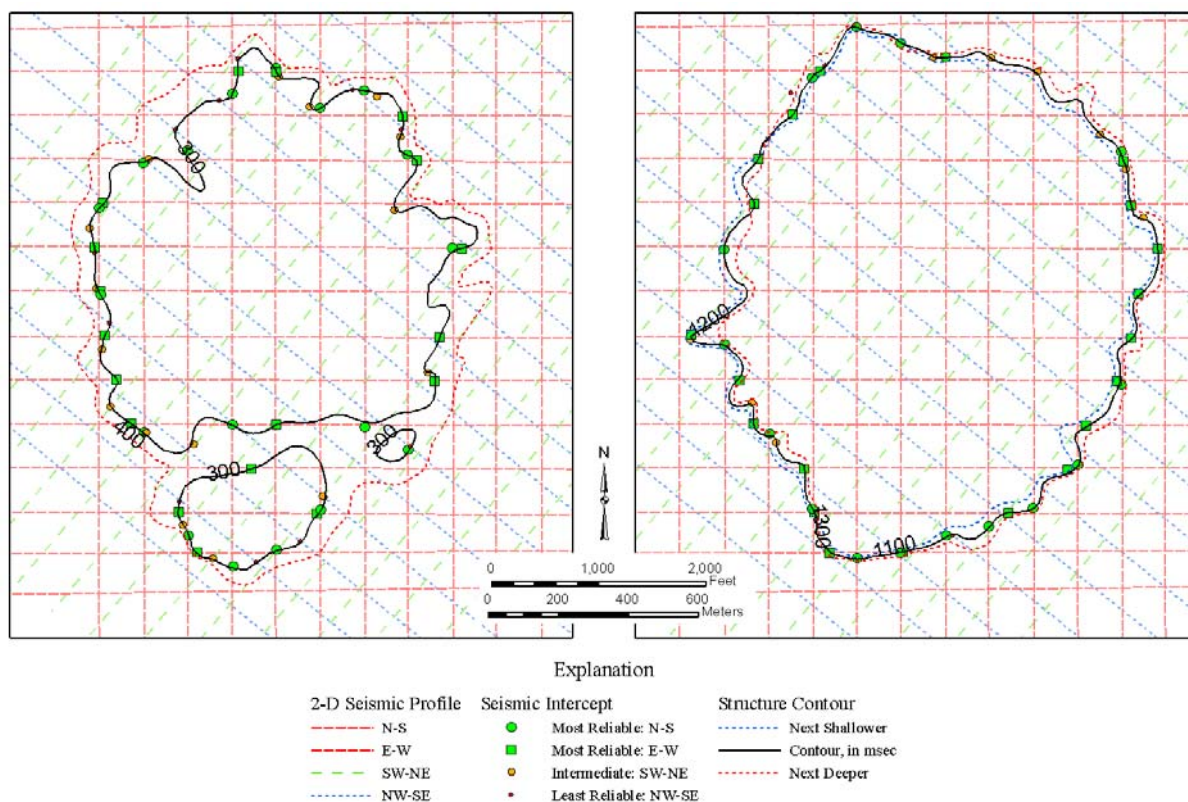 300
400
300
300
1200
1300
1100
N
0 1,000 2,000 Feet
0 200 400 600 Meters
Explanation
2-D Seismic Profile
N-S
E-W
SW-NE
NW-SE
Seismic Intercept
Most Reliable: N-S
Most Reliable: E-W
Intermediate: SW-NE
Least Reliable: NW-SE
Structure Contour
Next Shallower
Contour, in msec
Next Deeper